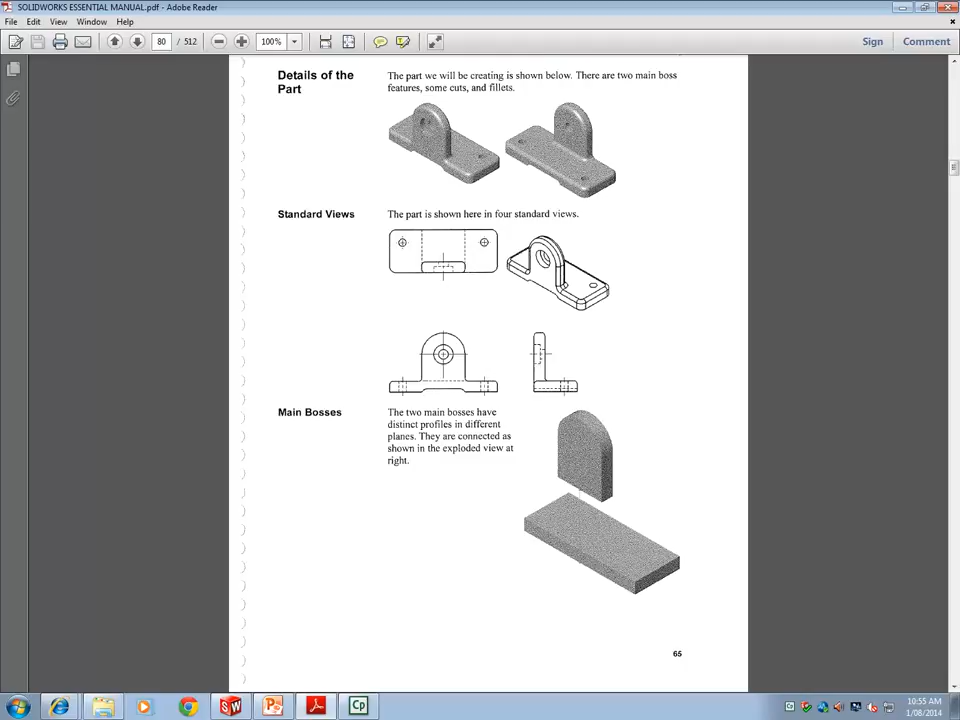 SOLIDWORKS ESSENTIAL MANUAL.pdf - Adobe Reader
File Edit View Window Help
80 / 512 100% Sign Comment
Details of the Part
The part we will be creating is shown below. There are two main boss
features, some cuts, and fillets.
Standard Views
The part is shown here in four standard views.
Main Bosses
The two main bosses have
distinct profiles in different
planes. They are connected as
shown in the exploded view at
right.
65
SW
Cp
10:55 AM
1/08/2014